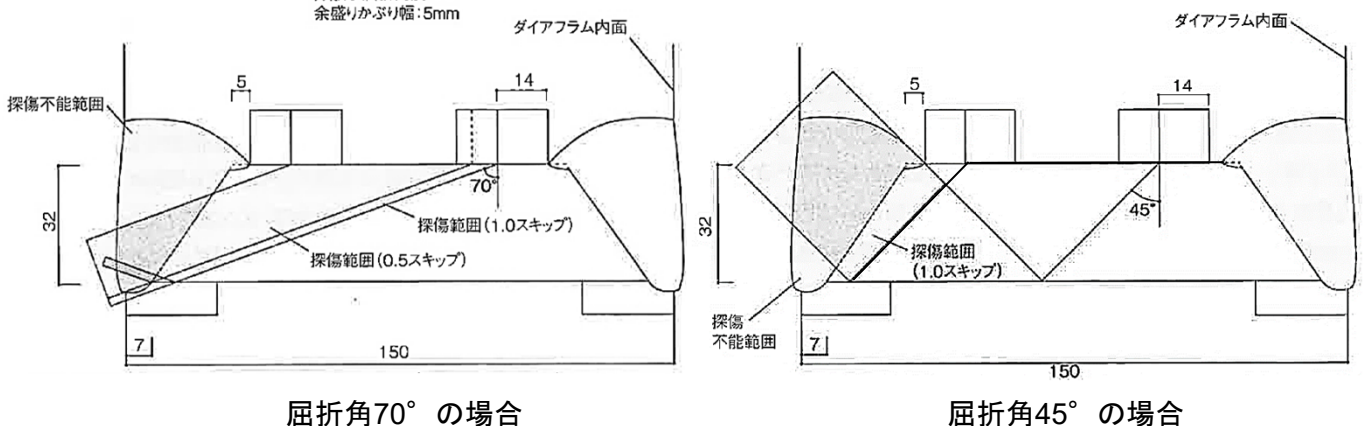 余盛りかぶり幅：5mm
ダイアフラム内面
5
14
探傷不能範囲
70°
32
探傷範囲（1.0スキップ）
探傷範囲（0.5スキップ）
7
150
屈折角70°の場合
ダイアフラム内面
5
14
45°
32
探傷範囲
（1.0スキップ）
探傷
不能範囲
7
150
屈折角45°の場合